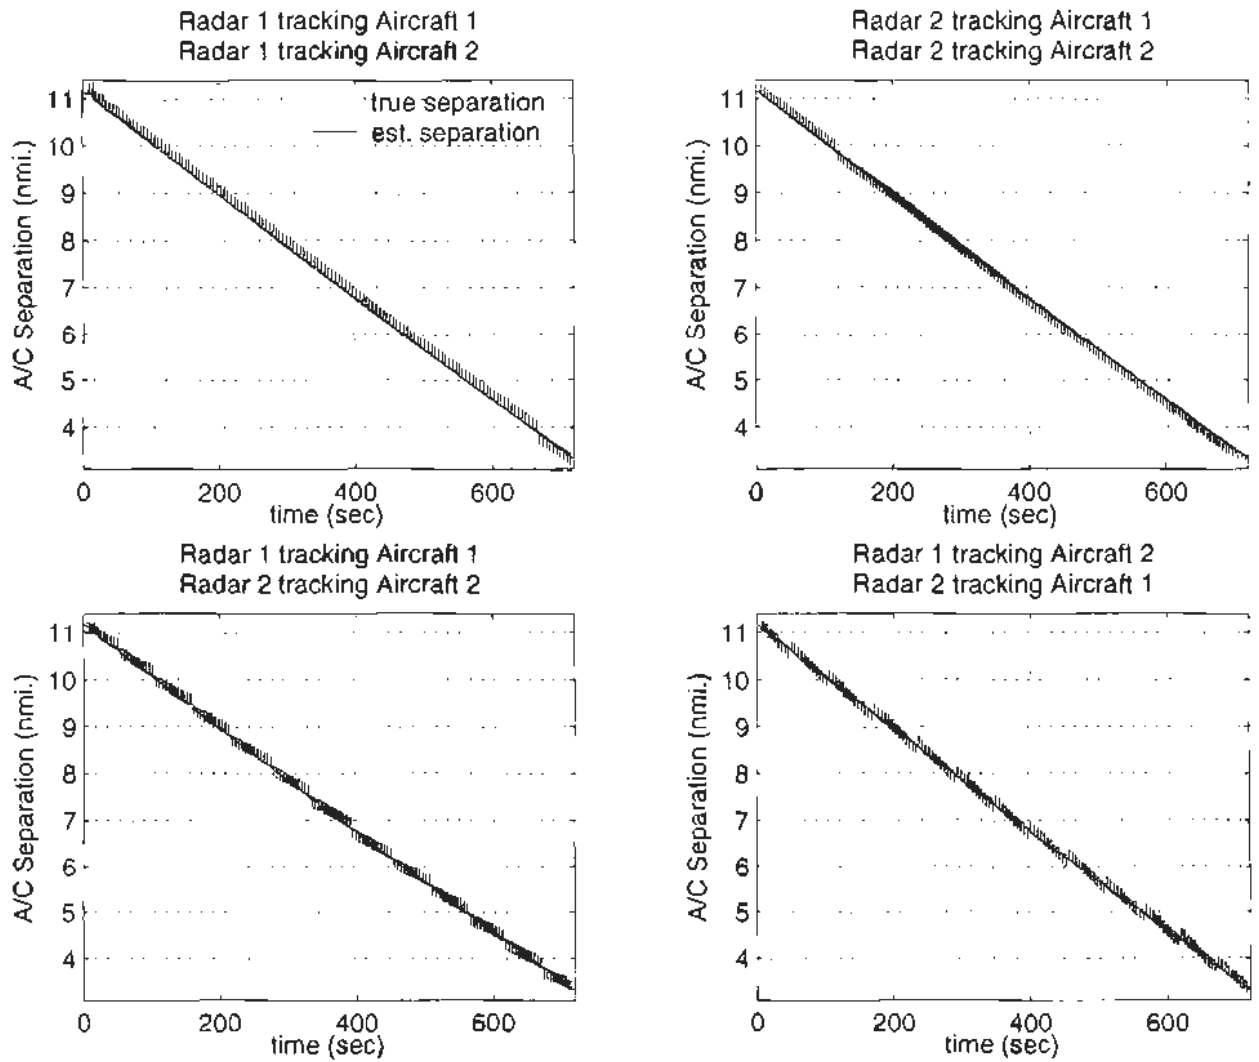 Radar 1 tracking Aircraft 1
Radar 1 tracking Aircraft 2
A/C Separation (nmi.)
11
10
9
8
7
6
5
4
true separation
est. separation
0
200
400
600
time (sec)
Radar 2 tracking Aircraft 1
Radar 2 tracking Aircraft 2
A/C Separation (nmi.)
11
10
9
8
7
6
5
4
0
200
400
600
time (sec)
Radar 1 tracking Aircraft 1
Radar 2 tracking Aircraft 2
A/C Separation (nmi.)
11
10
9
8
7
6
5
4
0
200
400
600
time (sec)
Radar 1 tracking Aircraft 2
Radar 2 tracking Aircraft 1
A/C Separation (nmi.)
11
10
9
8
7
6
5
4
0
200
400
600
time (sec)